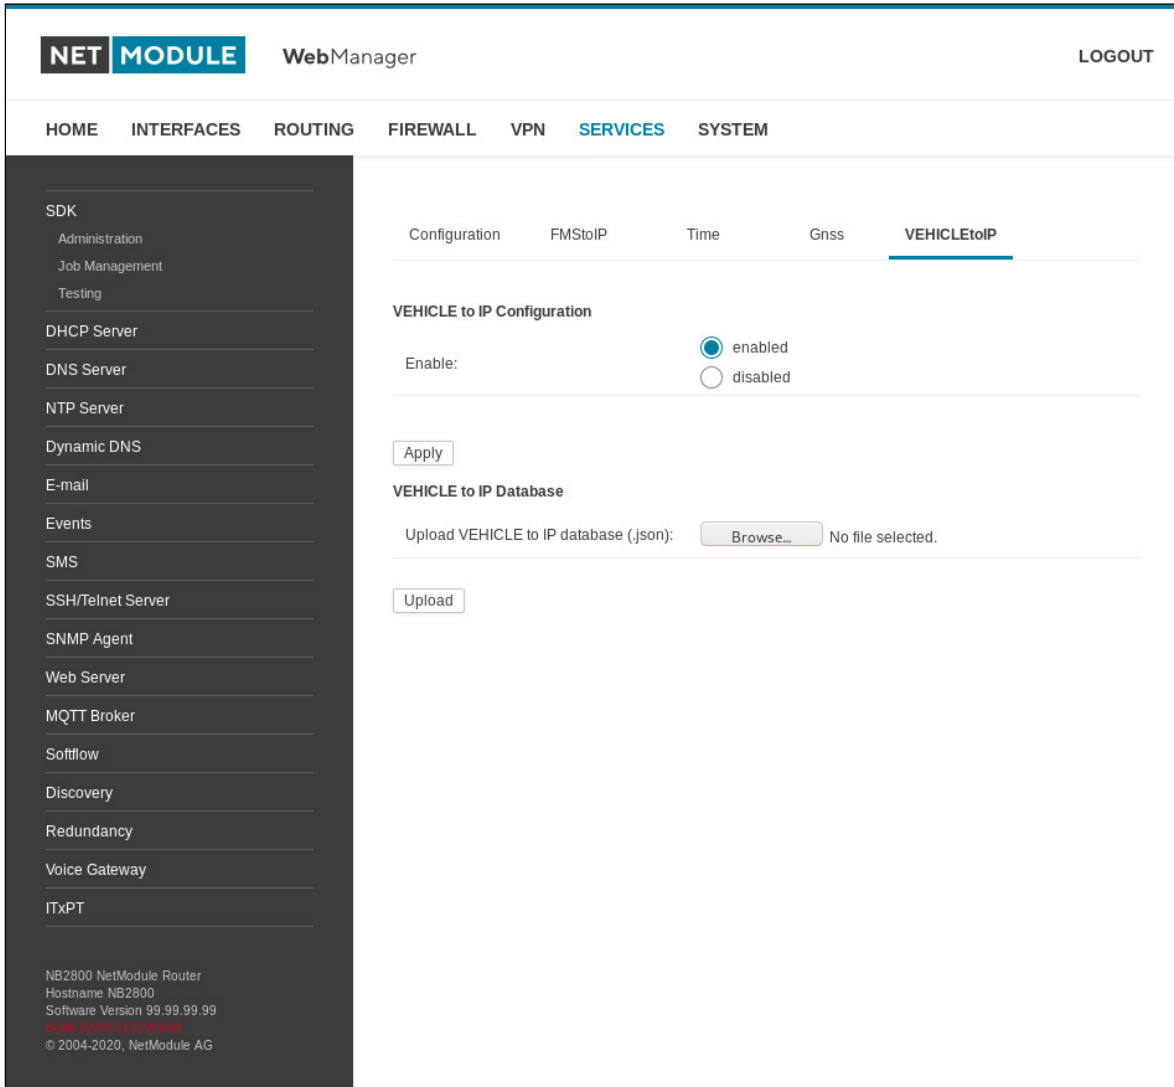 NET MODULE WebManager LOGOUT
HOME INTERFACES ROUTING FIREWALL VPN SERVICES SYSTEM
SDK
Administration
Job Management
Testing
DHCP Server
DNS Server
NTP Server
Dynamic DNS
E-mail
Events
SMS
SSH/Telnet Server
SNMP Agent
Web Server
MQTT Broker
Softflow
Discovery
Redundancy
Voice Gateway
ITxPT
NB2800 NetModule Router
Hostname NB2800
Software Version 99.99.99.99
Build
© 2004-2020, NetModule AG
Configuration FMStoIP Time Gnss VEHICLEtoIP
VEHICLE to IP Configuration
Enable: enabled
disabled
Apply
VEHICLE to IP Database
Upload VEHICLE to IP database (.json): Browse... No file selected.
Upload